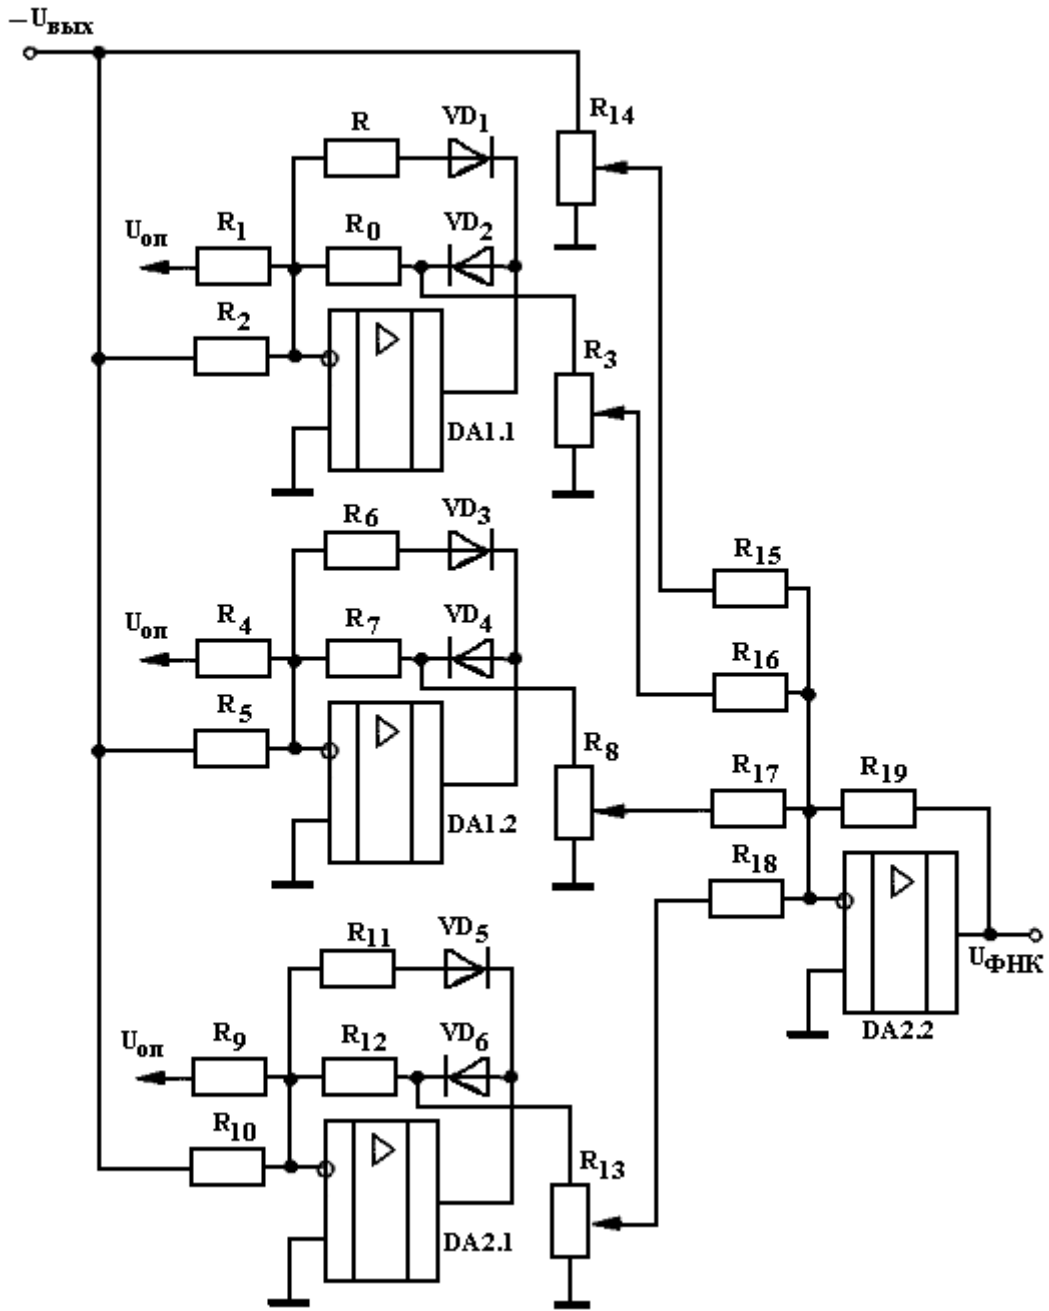 −Uвых
R14
R
VD1
Uоп
R1
R0
VD2
R2
R3
DA1.1
R6
VD3
Uоп
R4
R7
VD4
R5
R8
DA1.2
R15
R16
R17
R19
R18
R11
VD5
Uоп
R9
R12
VD6
R10
R13
DA2.1
UФНК
DA2.2